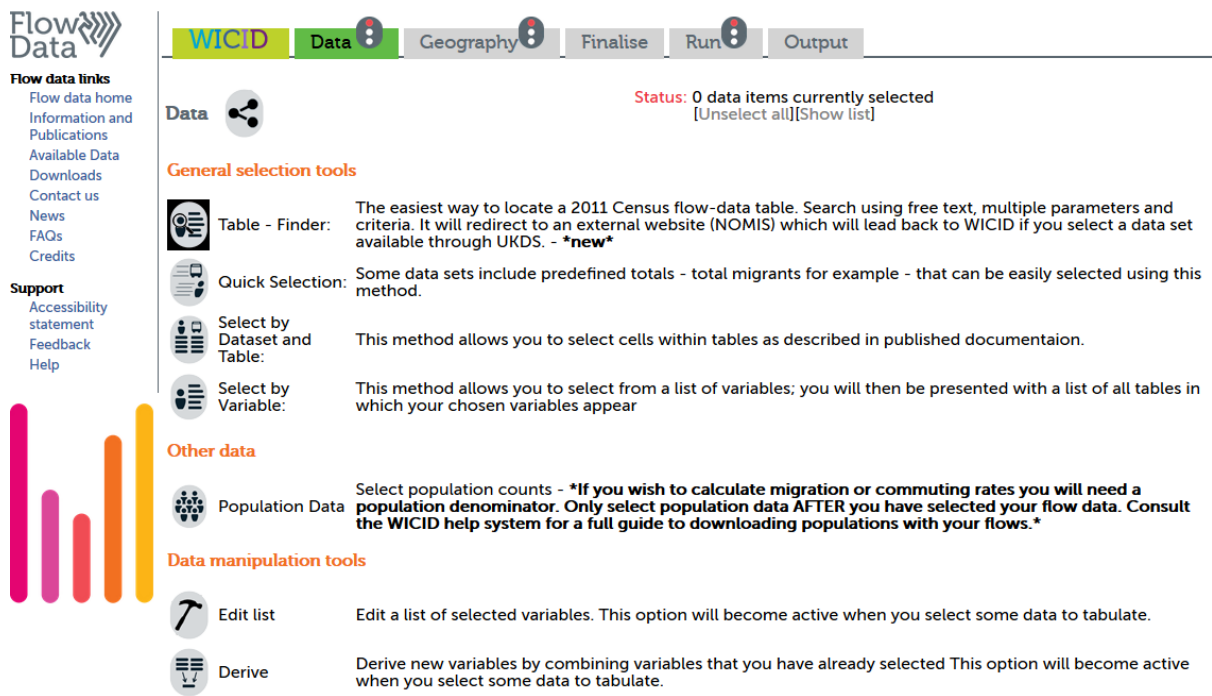 Flow
Data
WICID
Data
Geography
Finalise
Run
Output
Flow data links
Flow data home
Information and
Publications
Available Data
Downloads
Contact us
News
FAQs
Credits
Support
Accessibility
statement
Feedback
Help
Data
Status: 0 data items currently selected
[Unselect all][Show list]
General selection tools
Table - Finder:
The easiest way to locate a 2011 Census flow-data table. Search using free text, multiple parameters and
criteria. It will redirect to an external website (NOMIS) which will lead back to WICID if you select a data set
available through UKDS. - *new*
Quick Selection:
Some data sets include predefined totals - total migrants for example - that can be easily selected using this
method.
Select by
Dataset and
Table:
This method allows you to select cells within tables as described in published documentaion.
Select by
Variable:
This method allows you to select from a list of variables; you will then be presented with a list of all tables in
which your chosen variables appear
Other data
Population Data
Select population counts - *If you wish to calculate migration or commuting rates you will need a
population denominator. Only select population data AFTER you have selected your flow data. Consult
the WICID help system for a full guide to downloading populations with your flows.*
Data manipulation tools
Edit list
Edit a list of selected variables. This option will become active when you select some data to tabulate.
Derive
Derive new variables by combining variables that you have already selected This option will become active
when you select some data to tabulate.